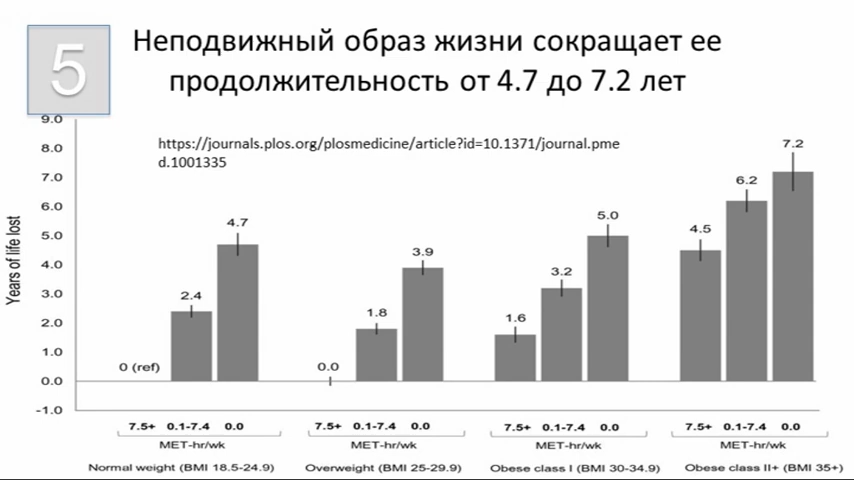 5
Неподвижный образ жизни сокращает ее
продолжительность от 4.7 до 7.2 лет
https://journals.plos.org/plosmedicine/article?id=10.1371/journal.pme
d.1001335
Years of life lost
9.0
8.0
7.0
6.0
5.0
4.0
3.0
2.0
1.0
0.0
-1.0
0 (ref)
2.4
4.7
0.0
1.8
3.9
1.6
3.2
5.0
4.5
6.2
7.2
7.5+ 0.1-7.4 0.0 7.5+ 0.1-7.4 0.0 7.5+ 0.1-7.4 0.0 7.5+ 0.1-7.4 0.0
MET-hr/wk MET-hr/wk MET-hr/wk MET-hr/wk
Normal weight (BMI 18.5-24.9) Overweight (BMI 25-29.9) Obese class I (BMI 30-34.9) Obese class II+ (BMI 35+)